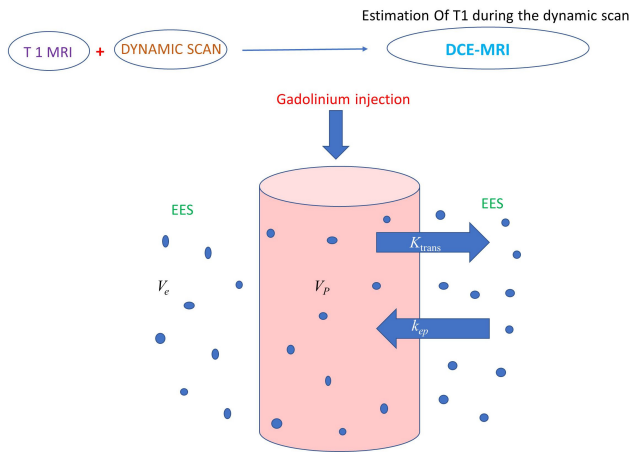 Estimation Of T1 during the dynamic scan
T 1 MRI + DYNAMIC SCAN
DCE-MRI
Gadolinium injection
EES
EES
K_trans
V_e
V_P
k_ep